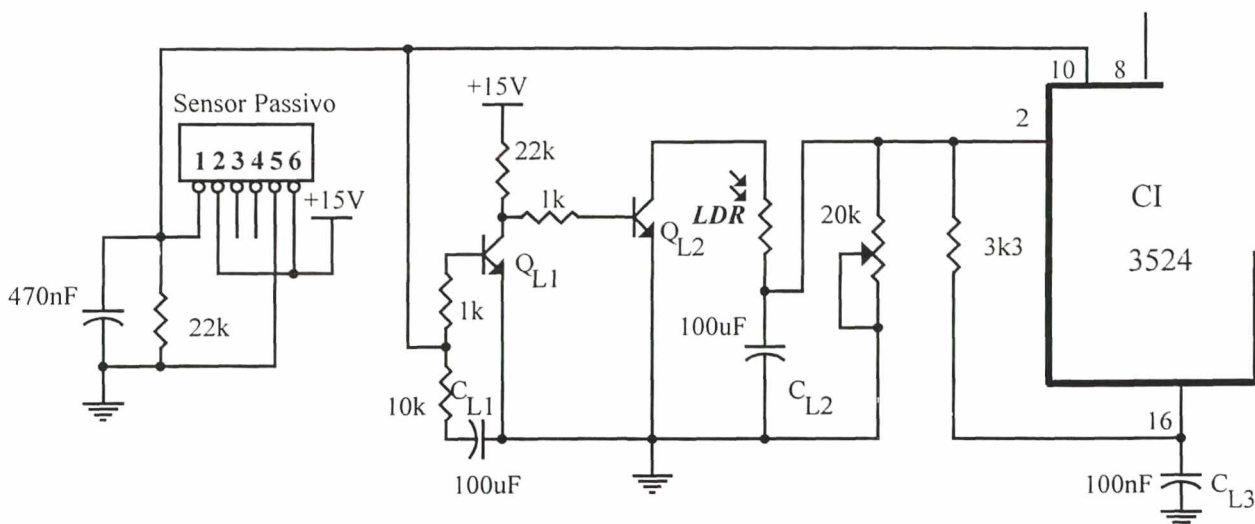 10
8
+15V
Sensor Passivo
2
1 2 3 4 5 6
22k
+15V
1k
LDR
20k
CI
Q L2
3k3
3524
Q L1
470nF
1k
22k
100uF
C L1
10k
C L2
16
100uF
100nF
C L3